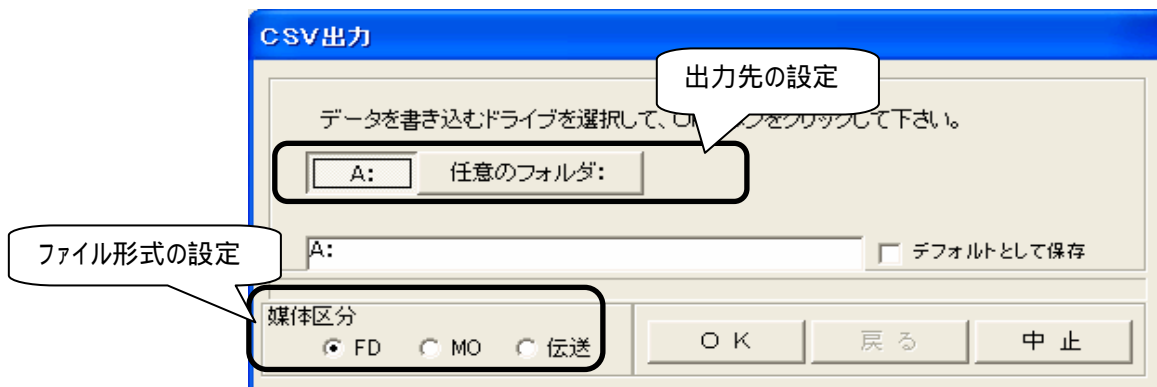 CSV出力
出力先の設定
データを書き込むドライブを選択して、OKボタンをクリックして下さい。
A: 任意のフォルダ:
ファイル形式の設定
A: デフォルトとして保存
媒体区分
FD MO 伝送 OK 戻る 中止